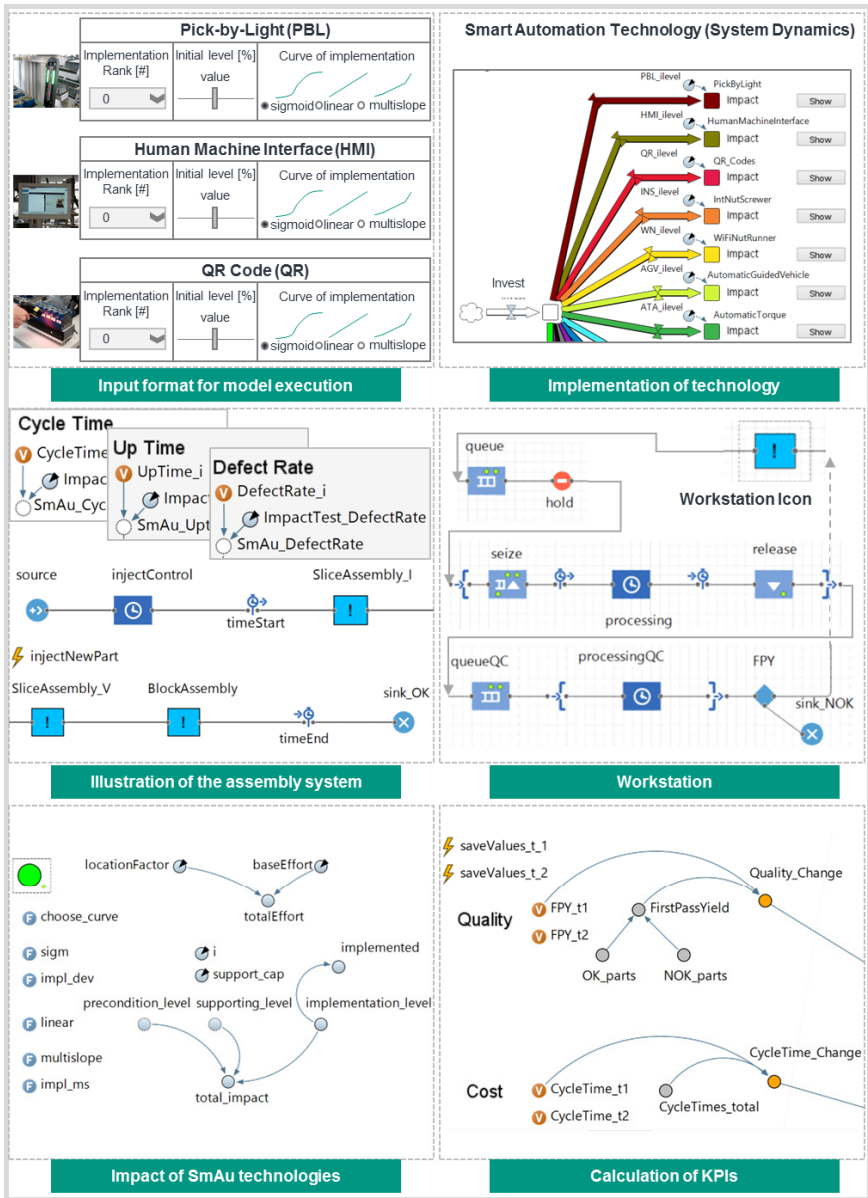 Pick-by-Light (PBL)
Implementation
Rank [#]
Initial level [%]
value
Curve of implementation
0
sigmoid linear multislope
Human Machine Interface (HMI)
Implementation
Rank [#]
Initial level [%]
value
Curve of implementation
0
sigmoid linear multislope
QR Code (QR)
Implementation
Rank [#]
Initial level [%]
value
Curve of implementation
0
sigmoid linear multislope
Input format for model execution
Smart Automation Technology (System Dynamics)
PBL_ilevel
PickByLight
Impact
Show
HMI_ilevel
HumanMachineInterface
Impact
Show
QR_ilevel
QR_Codes
Impact
Show
INS_ilevel
IntNutScrewer
Impact
Show
WN_ilevel
WiFiNutRunner
Impact
Show
AGV_ilevel
AutomaticGuidedVehicle
Impact
Show
ATA_ilevel
AutomaticTorque
Impact
Show
Invest
Implementation of technology
Cycle Time
V CycleTime
Impac
SmAu_Cyc
Up Time
V UpTime_i
Impact
SmAu_Upt
Defect Rate
V DefectRate_i
ImpactTest_DefectRate
SmAu_DefectRate
source
injectControl
SliceAssembly_I
timeStart
injectNewPart
SliceAssembly_V
BlockAssembly
sink_OK
timeEnd
Illustration of the assembly system
queue
hold
Workstation Icon
seize
release
processing
queueQC
processingQC
FPY
sink_NOK
Workstation
locationFactor
baseEffort
totalEffort
F choose_curve
F sigm
i
implemented
F impl_dev
support_cap
precondition_level
supporting_level
implementation_level
F linear
F multislope
F impl_ms
total_impact
Impact of SmAu technologies
saveValues_t_1
saveValues_t_2
Quality_Change
Quality
V FPY_t1
FirstPassYield
V FPY_t2
OK_parts
NOK_parts
CycleTime_Change
Cost
V CycleTime_t1
CycleTimes_total
V CycleTime_t2
Calculation of KPIs